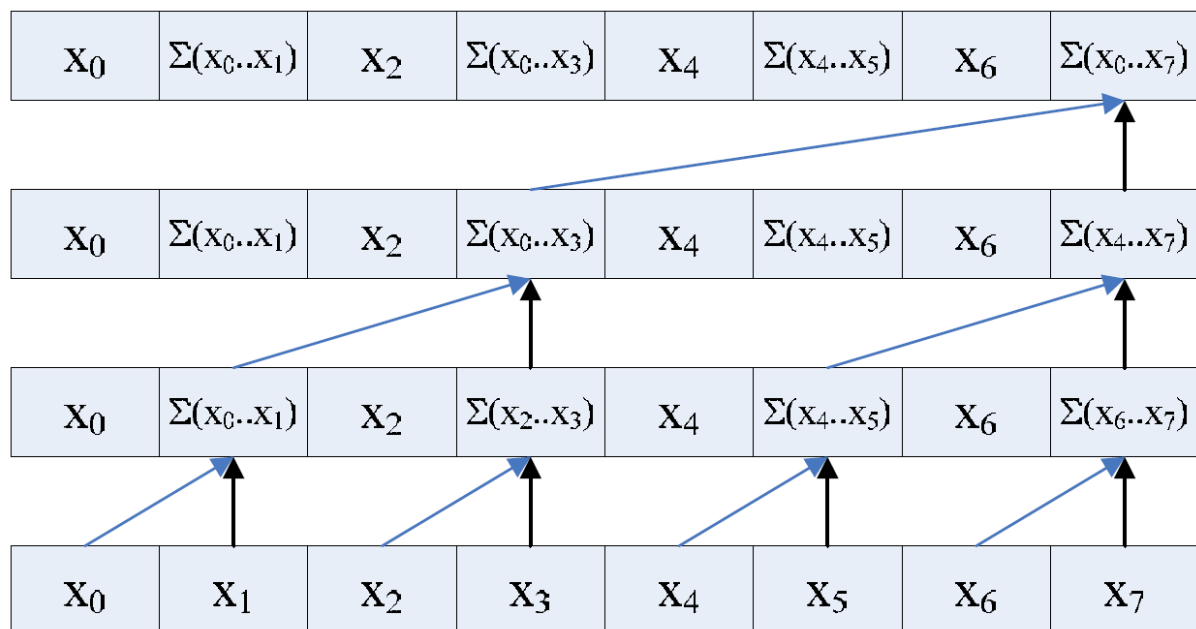 x₀ Σ(x₀..x₁) x₂ Σ(x₀..x₃) x₄ Σ(x₄..x₅) x₆ Σ(x₀..x₇)
x₀ Σ(x₀..x₁) x₂ Σ(x₀..x₃) x₄ Σ(x₄..x₅) x₆ Σ(x₄..x₇)
x₀ Σ(x₀..x₁) x₂ Σ(x₂..x₃) x₄ Σ(x₄..x₅) x₆ Σ(x₆..x₇)
x₀ x₁ x₂ x₃ x₄ x₅ x₆ x₇